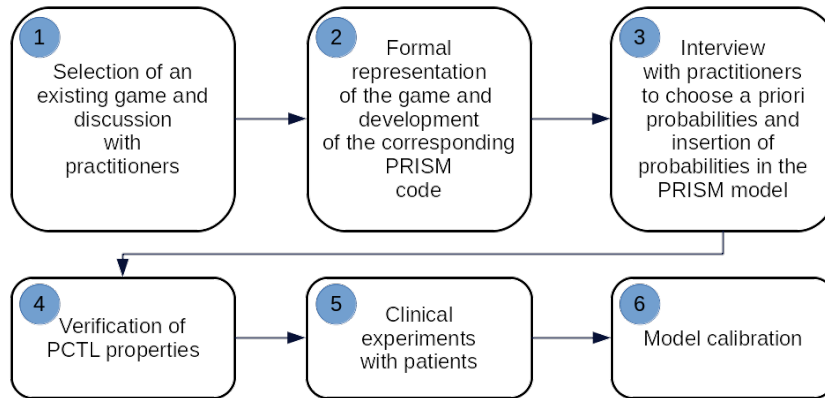 1
Selection of an
existing game and
discussion
with
practitioners
2
Formal
representation
of the game and
development
of the corresponding
PRISM
code
3
Interview
with practitioners
to choose a priori
probabilities and
insertion of
probabilities in the
PRISM model
4
Verification of
PCTL properties
5
Clinical
experiments
with patients
6
Model calibration